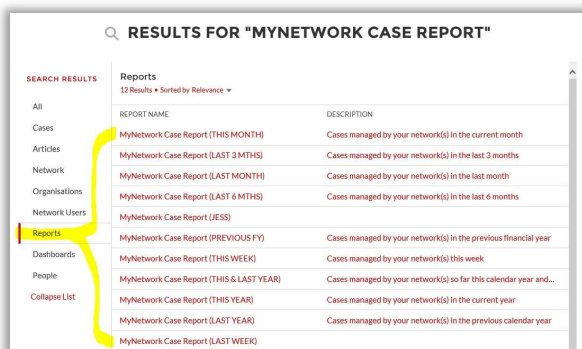 RESULTS FOR "MYNETWORK CASE REPORT"
SEARCH RESULTS
All
Cases
Articles
Network
Organisations
Network Users
Reports
Dashboards
People
Collapse List
Reports
12 Results • Sorted by Relevance
REPORT NAME DESCRIPTION
MyNetwork Case Report (THIS MONTH) Cases managed by your network(s) in the current month
MyNetwork Case Report (LAST 3 MTHS) Cases managed by your network(s) in the last 3 months
MyNetwork Case Report (LAST MONTH) Cases managed by your network(s) in the last month
MyNetwork Case Report (LAST 6 MTHS) Cases managed by your network(s) in the last 6 months
MyNetwork Case Report (JESS)
MyNetwork Case Report (PREVIOUS FY) Cases managed by your network(s) in the previous financial year
MyNetwork Case Report (THIS WEEK) Cases managed by your network(s) this week
MyNetwork Case Report (THIS & LAST YEAR) Cases managed by your network(s) so far this calendar year and...
MyNetwork Case Report (THIS YEAR) Cases managed by your network(s) in the current year
MyNetwork Case Report (LAST YEAR) Cases managed by your network(s) in the previous calendar year
MyNetwork Case Report (LAST WEEK)